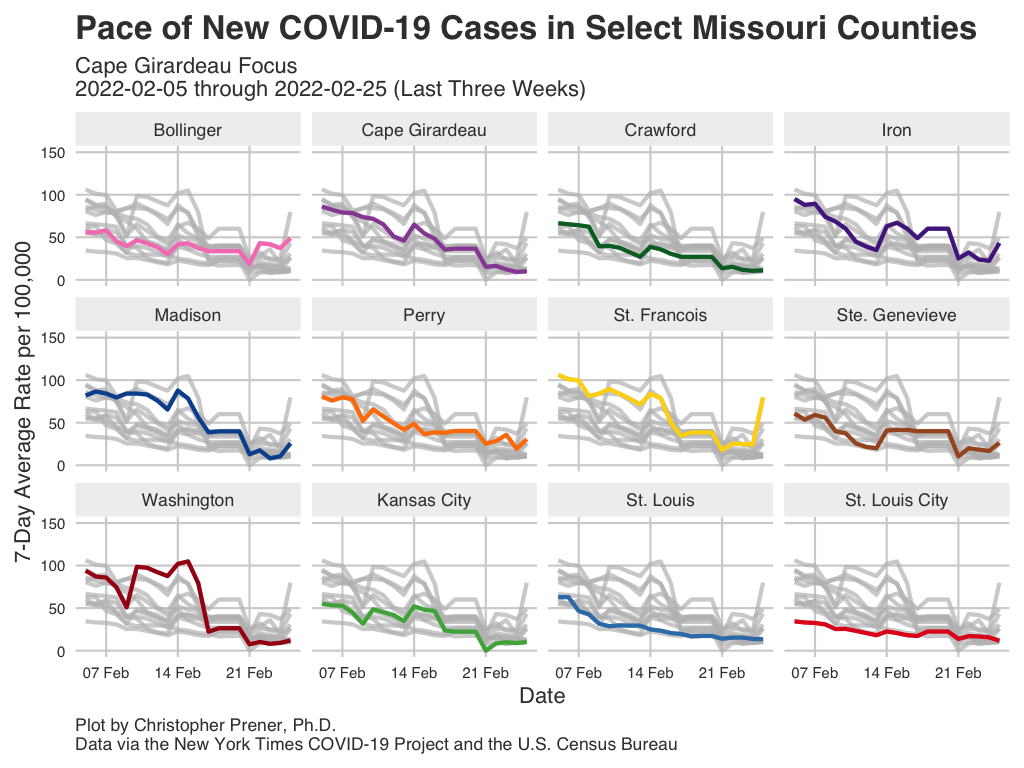 Pace of New COVID-19 Cases in Select Missouri Counties
Cape Girardeau Focus
2022-02-05 through 2022-02-25 (Last Three Weeks)
7-Day Average Rate per 100,000
Bollinger
Cape Girardeau
Crawford
Iron
150
100
50
0
Madison
Perry
St. Francois
Ste. Genevieve
150
100
50
0
Washington
Kansas City
St. Louis
St. Louis City
150
100
50
0
07 Feb 14 Feb 21 Feb
07 Feb 14 Feb 21 Feb
07 Feb 14 Feb 21 Feb
07 Feb 14 Feb 21 Feb
Date
Plot by Christopher Prener, Ph.D.
Data via the New York Times COVID-19 Project and the U.S. Census Bureau